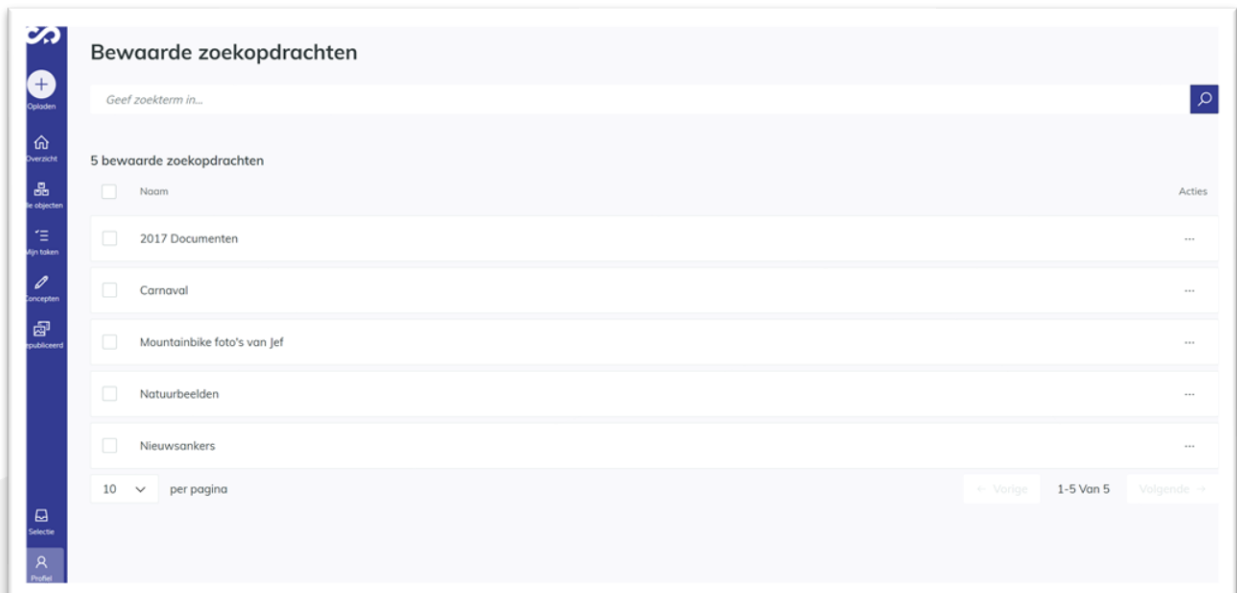 Bewaarde zoekopdrachten
Opladen
Geef zoekterm in...
Overzicht
5 bewaarde zoekopdrachten
Naam Acties
lle objecten
2017 Documenten ...
Mijn taken
Carnaval ...
Concepten
Mountainbike foto's van Jef ...
epubliceerd
Natuurbeelden ...
Nieuwsankers ...
10 per pagina ← Vorige 1-5 Van 5 Volgende →
Selectie
Profiel